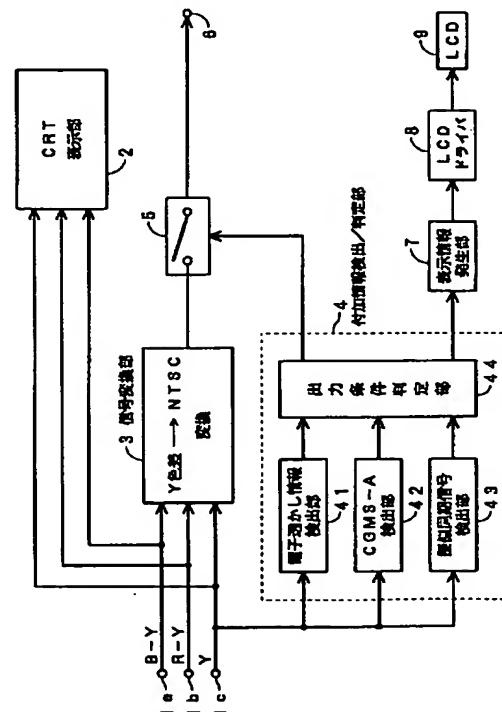 CRT
表示部
2
6
5
3 信号変換部
Y色差 → NTSC
変換
B-Y
R-Y
Y
a
b
c
4
付加情報検出/判定部
電子透かし情報
検出部
41
CGMS-A
検出部
42
疑似同期信号
検出部
43
出力条件判定部
44
表示情報
発生部
7
LCD
ドライバ
8
LCD
9